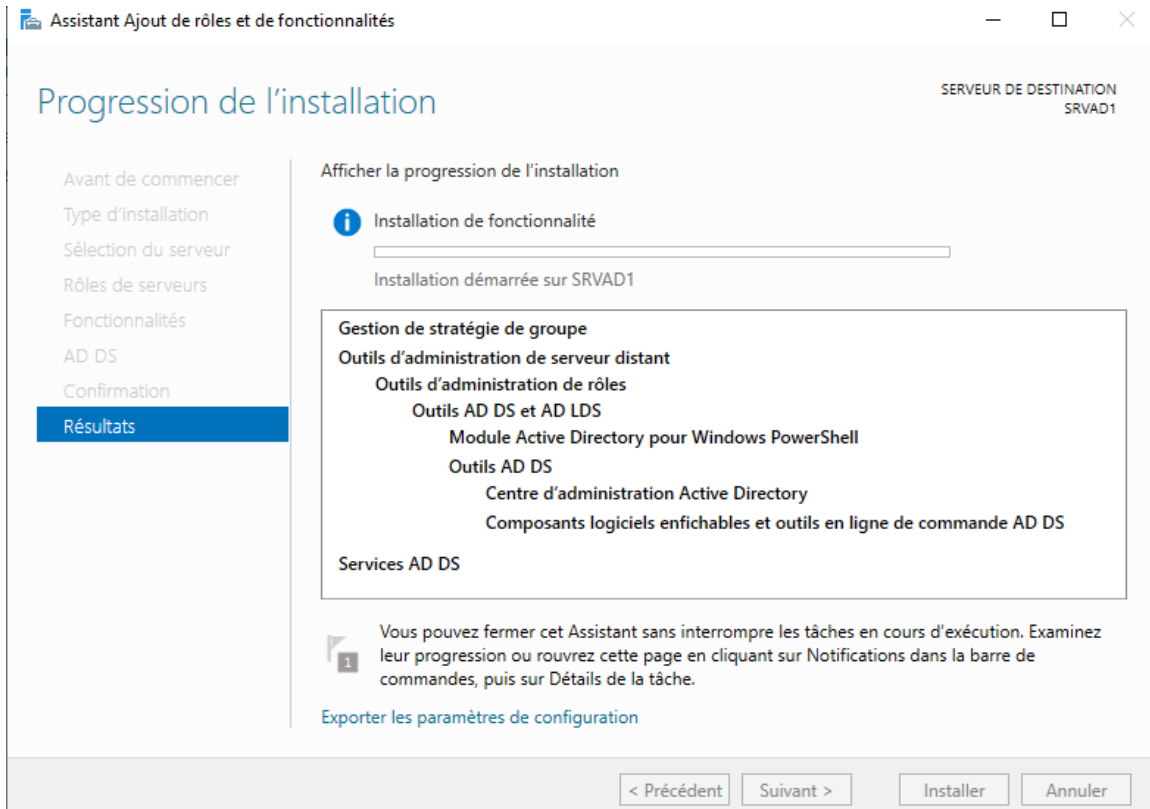 Assistant Ajout de rôles et de fonctionnalités
Progression de l'installation
SERVEUR DE DESTINATION
SRVAD1
Avant de commencer
Type d'installation
Sélection du serveur
Rôles de serveurs
Fonctionnalités
AD DS
Confirmation
Résultats
Afficher la progression de l'installation
Installation de fonctionnalité
Installation démarrée sur SRVAD1
Gestion de stratégie de groupe
Outils d'administration de serveur distant
Outils d'administration de rôles
Outils AD DS et AD LDS
Module Active Directory pour Windows PowerShell
Outils AD DS
Centre d'administration Active Directory
Composants logiciels enfichables et outils en ligne de commande AD DS
Services AD DS
1
Vous pouvez fermer cet Assistant sans interrompre les tâches en cours d'exécution. Examinez
leur progression ou rouvrez cette page en cliquant sur Notifications dans la barre de
commandes, puis sur Détails de la tâche.
Exporter les paramètres de configuration
< Précédent
Suivant >
Installer
Annuler